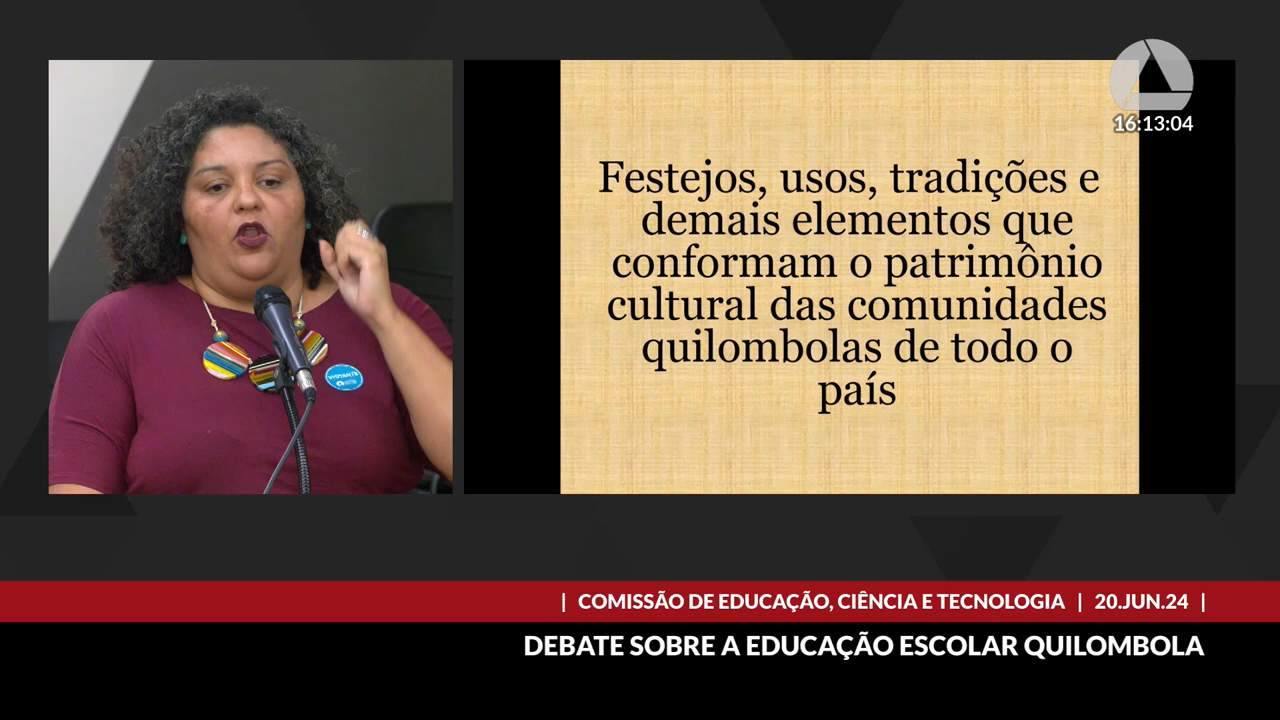 16:13:04
Festejos, usos, tradições e
demais elementos que
conformam o patrimônio
cultural das comunidades
quilombolas de todo o
país
VISITANTE
| COMISSÃO DE EDUCAÇÃO, CIÊNCIA E TECNOLOGIA | 20.JUN.24 |
DEBATE SOBRE A EDUCAÇÃO ESCOLAR QUILOMBOLA